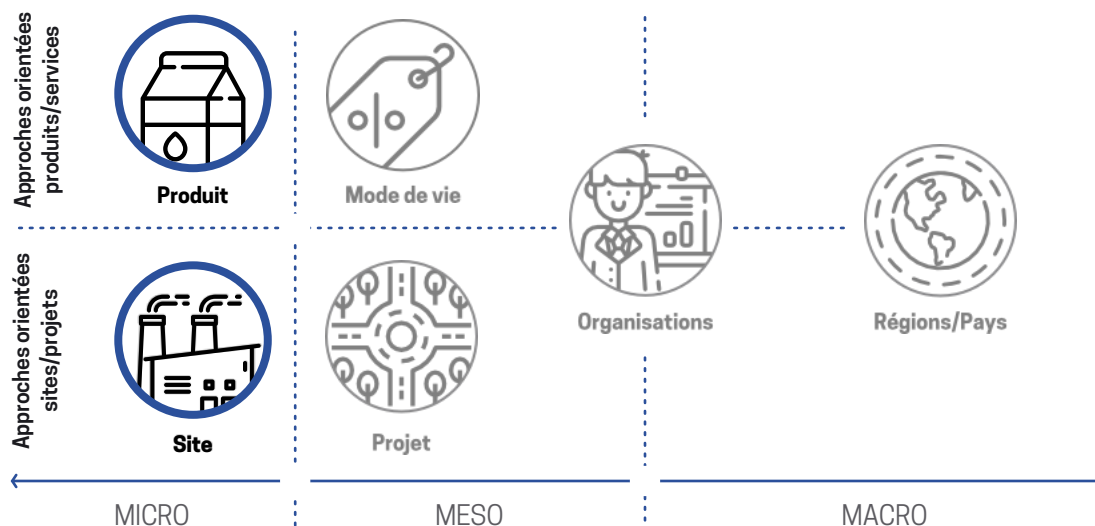 Approches orientées
produits/services
Produit
Mode de vie
Approches orientées
sites/projets
Organisations
Régions/Pays
Site
Projet
MICRO
MESO
MACRO